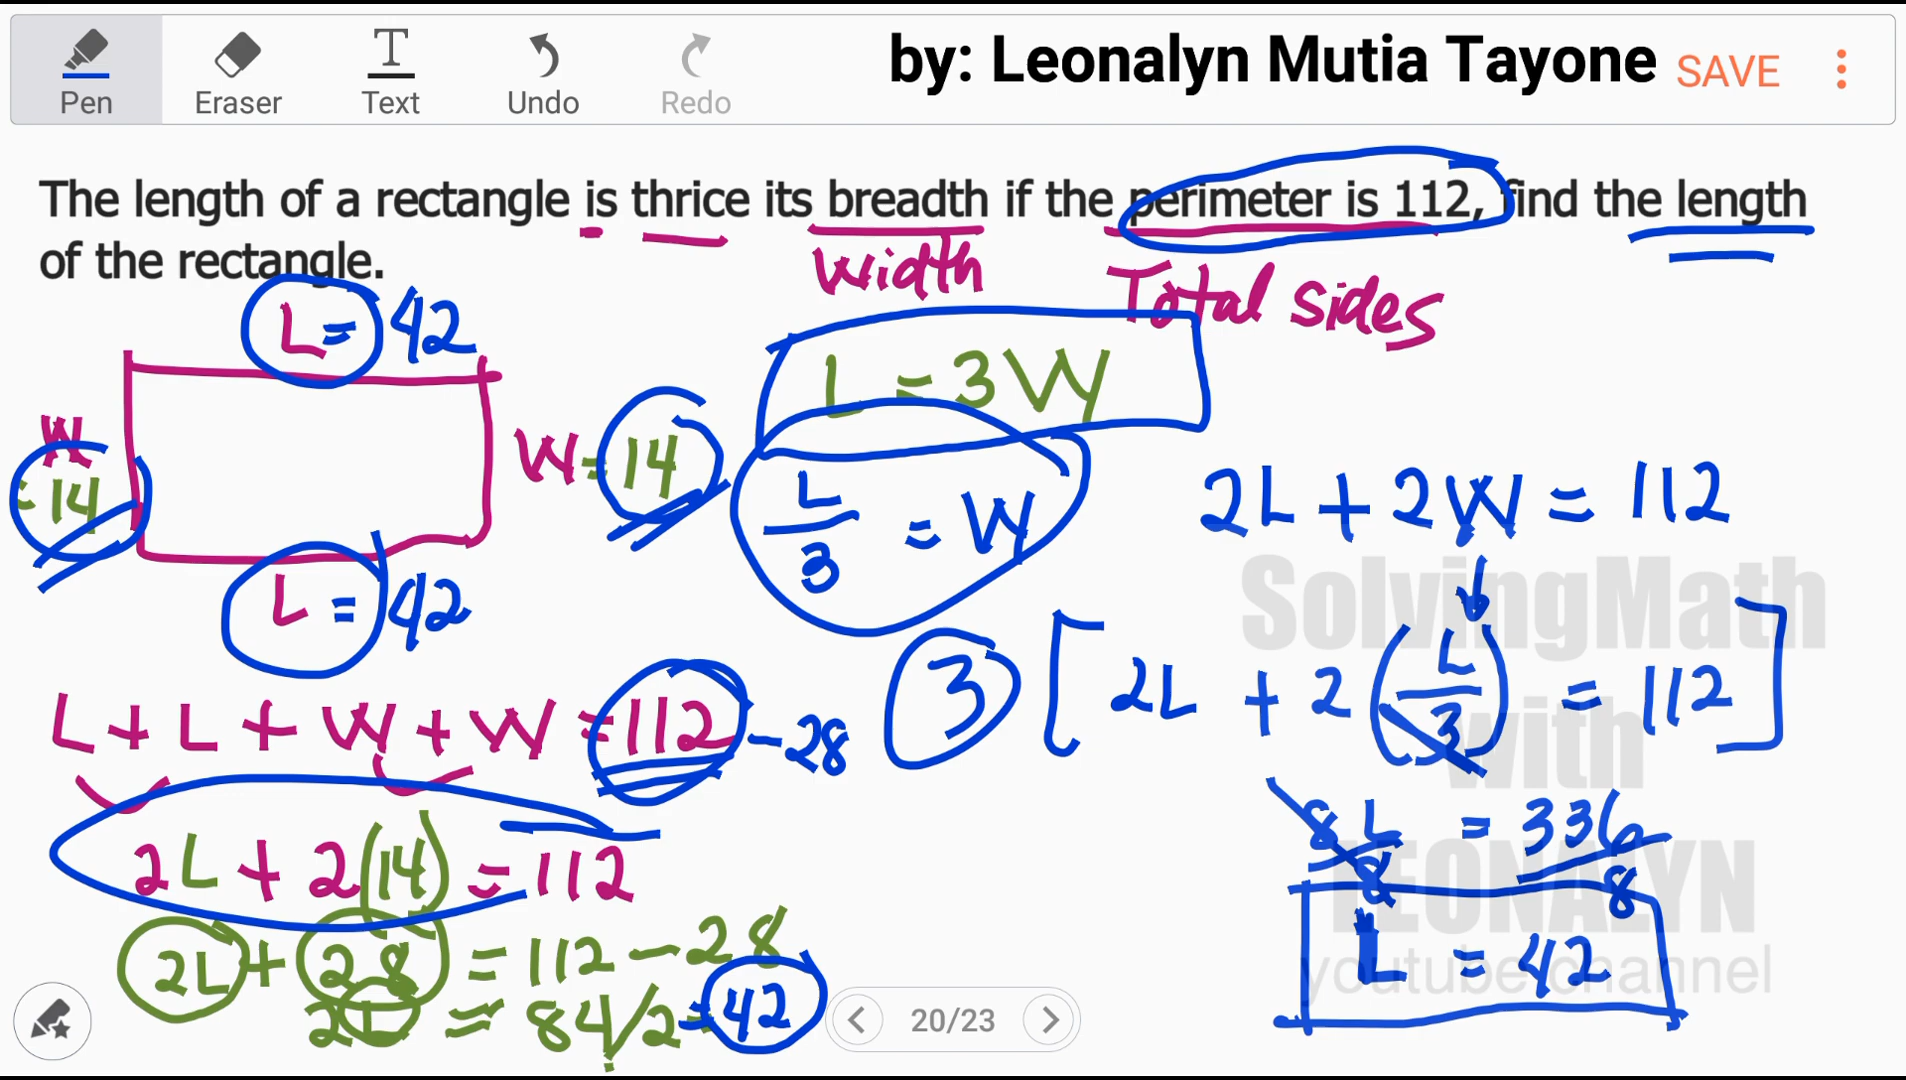 Pen
Eraser
Text
Undo
Redo
by: Leonalyn Mutia Tayone
SAVE
The length of a rectangle is thrice its breadth if the perimeter is 112, find the length
of the rectangle.
width
Total sides
L = 42
L = 3W
W
= 14
W = 14
L/3 = W
2L + 2W = 112
L = 42
3 [ 2L + 2 (L/3) = 112 ]
L + L + W + W = 112 - 28
8L/8 = 336/8
2L + 2(14) = 112
2L + 28 = 112 - 28
L = 42
2L = 84/2 = 42
20/23
SolvingMath
with
TEONALYN
youtube channel